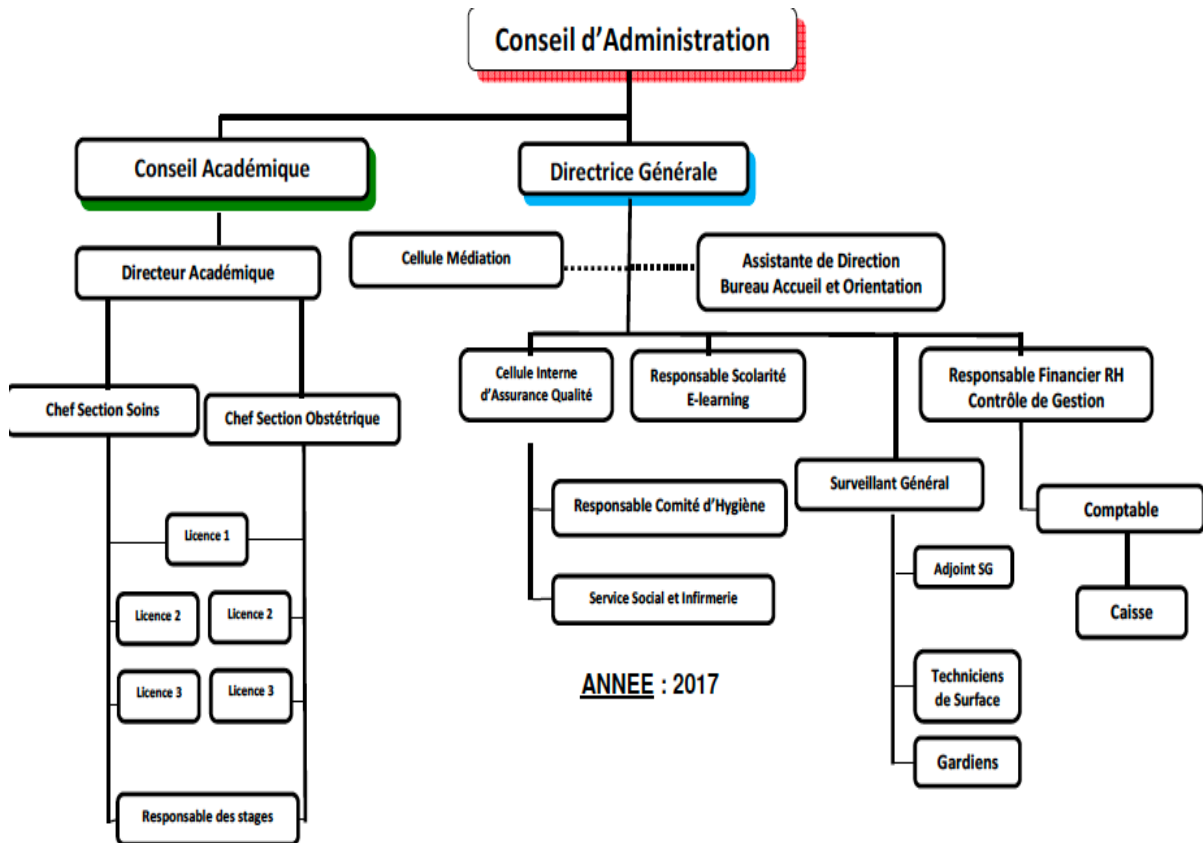 Conseil d'Administration
Conseil Académique
Directrice Générale
Directeur Académique
Cellule Médiation
Assistante de Direction
Bureau Accueil et Orientation
Cellule Interne
d'Assurance Qualité
Responsable Scolarité
E-learning
Responsable Financier RH
Contrôle de Gestion
Chef Section Soins
Chef Section Obstétrique
Surveillant Général
Responsable Comité d'Hygiène
Comptable
Licence 1
Adjoint SG
Service Social et Infirmerie
Caisse
Licence 2
Licence 2
Licence 3
Licence 3
ANNEE : 2017
Techniciens
de Surface
Gardiens
Responsable des stages